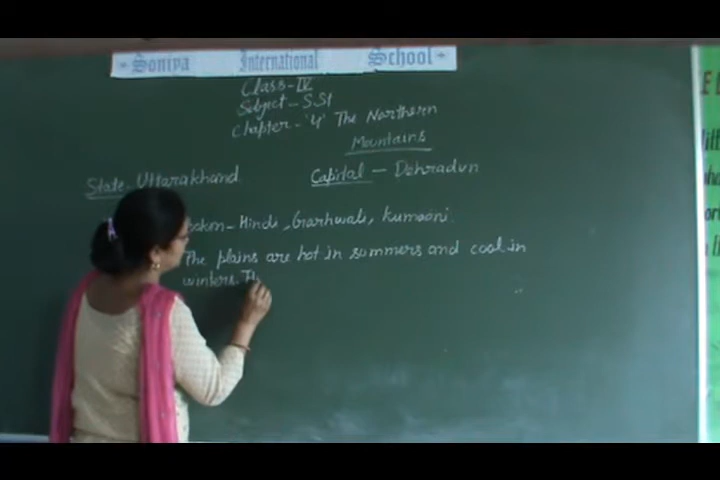 Soniya International School
Class-IV
Subject - S.St
Chapter - '4' The Northern
Mountains
State - Uttarakhand. Capital - Dehradun
Hindi, Garhwali, Kumaoni.
The plains are hot in summers and cool in
winters. Th